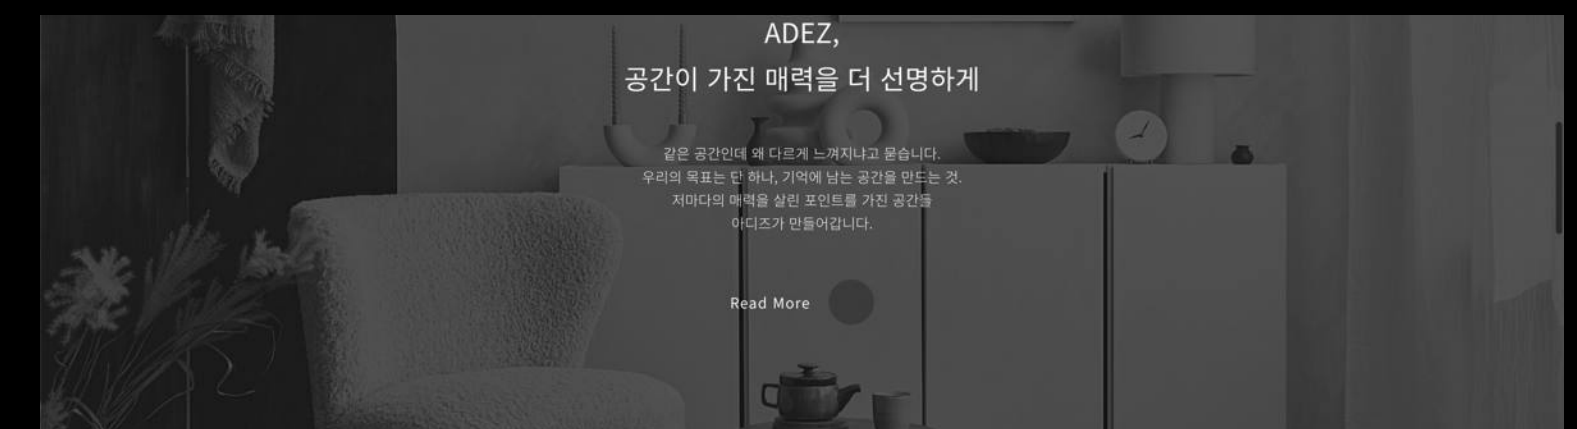 ADEZ,
공간이 가진 매력을 더 선명하게
같은 공간인데 왜 다르게 느껴지냐고 묻습니다.
우리의 목표는 단 하나, 기억에 남는 공간을 만드는 것.
저마다의 매력을 살린 포인트를 가진 공간들
아디즈가 만들어갑니다.
Read More